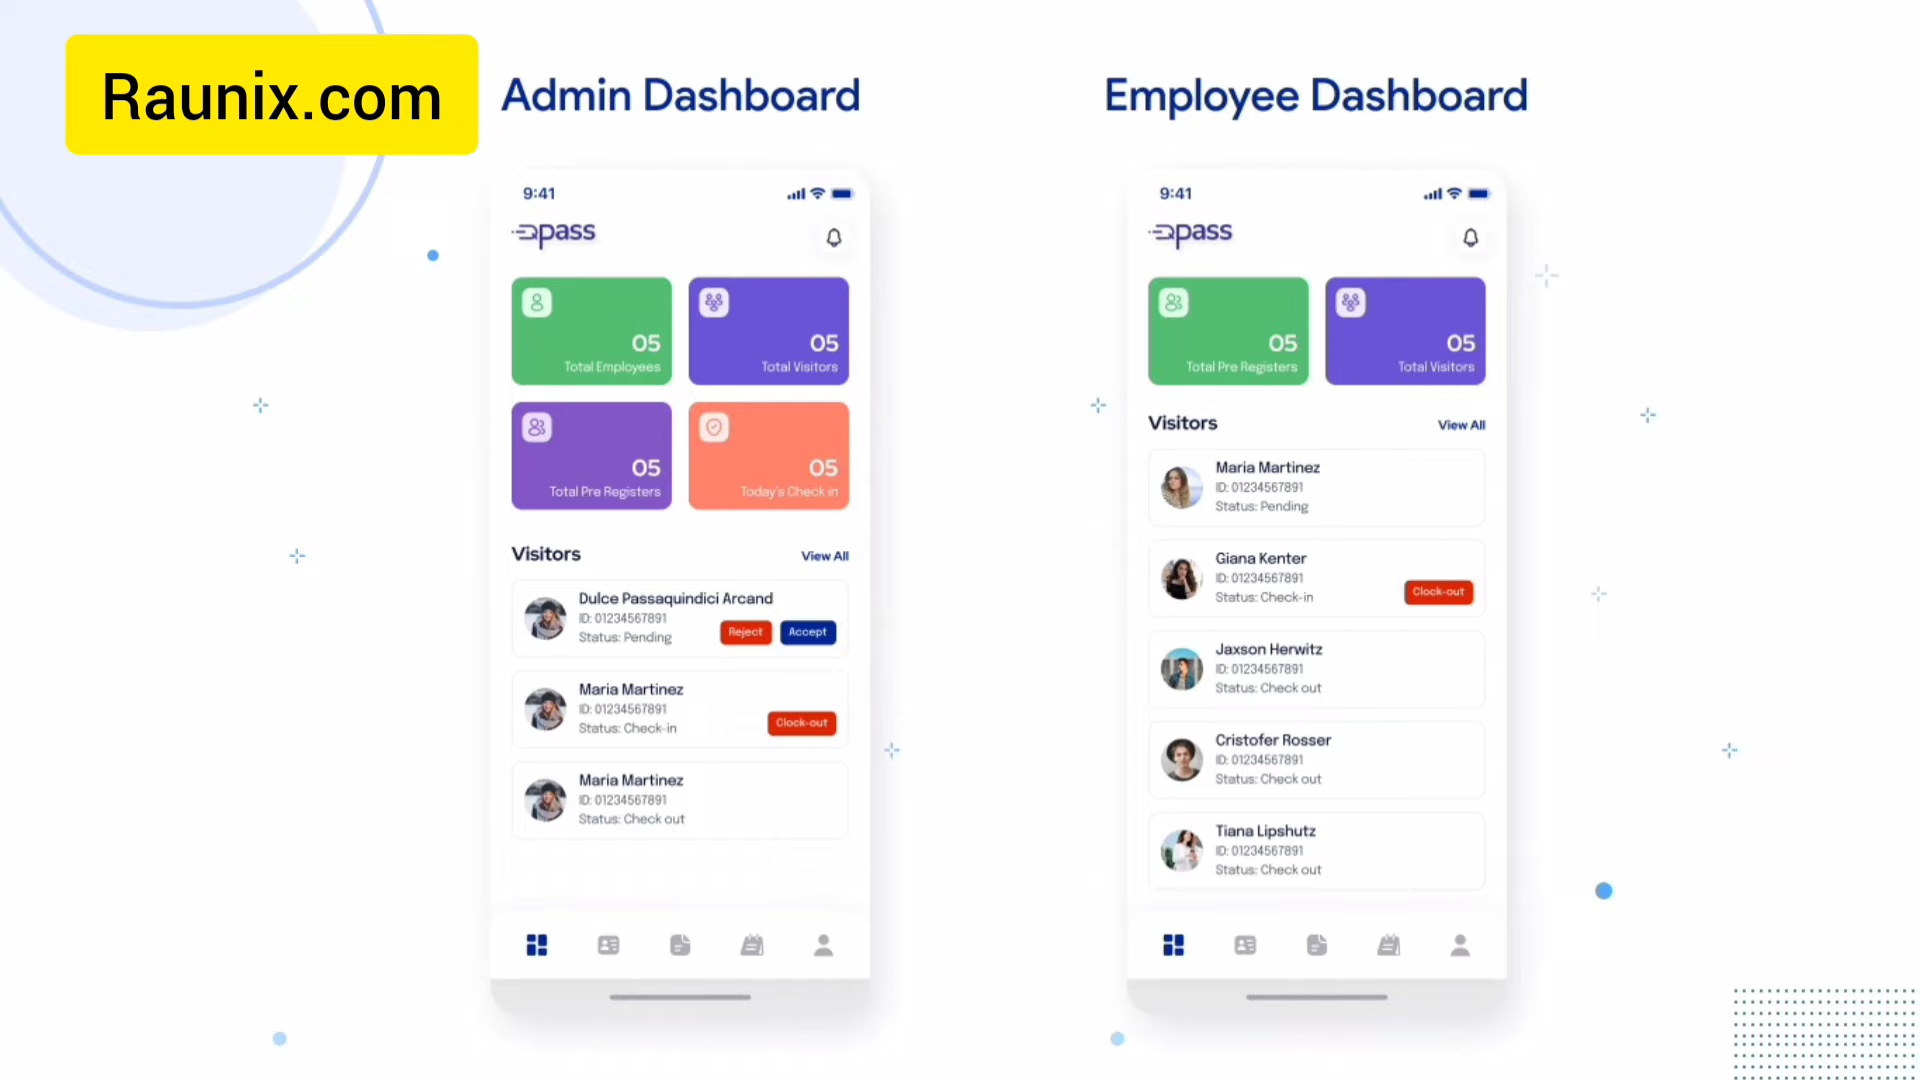 Raunix.com
Admin Dashboard
9:41
Qpass
05
Total Employees
05
Total Visitors
05
Total Pre Registers
05
Today's Check in
Visitors
View All
Dulce Passaquindici Arcand
ID: 01234567891
Status: Pending
Reject
Accept
Maria Martinez
ID: 01234567891
Status: Check-in
Clock-out
Maria Martinez
ID: 01234567891
Status: Check out
Employee Dashboard
9:41
Qpass
05
Total Pre Registers
05
Total Visitors
Visitors
View All
Maria Martinez
ID: 01234567891
Status: Pending
Giana Kenter
ID: 01234567891
Status: Check-in
Clock-out
Jaxson Herwitz
ID: 01234567891
Status: Check out
Cristofer Rosser
ID: 01234567891
Status: Check out
Tiana Lipshutz
ID: 01234567891
Status: Check out